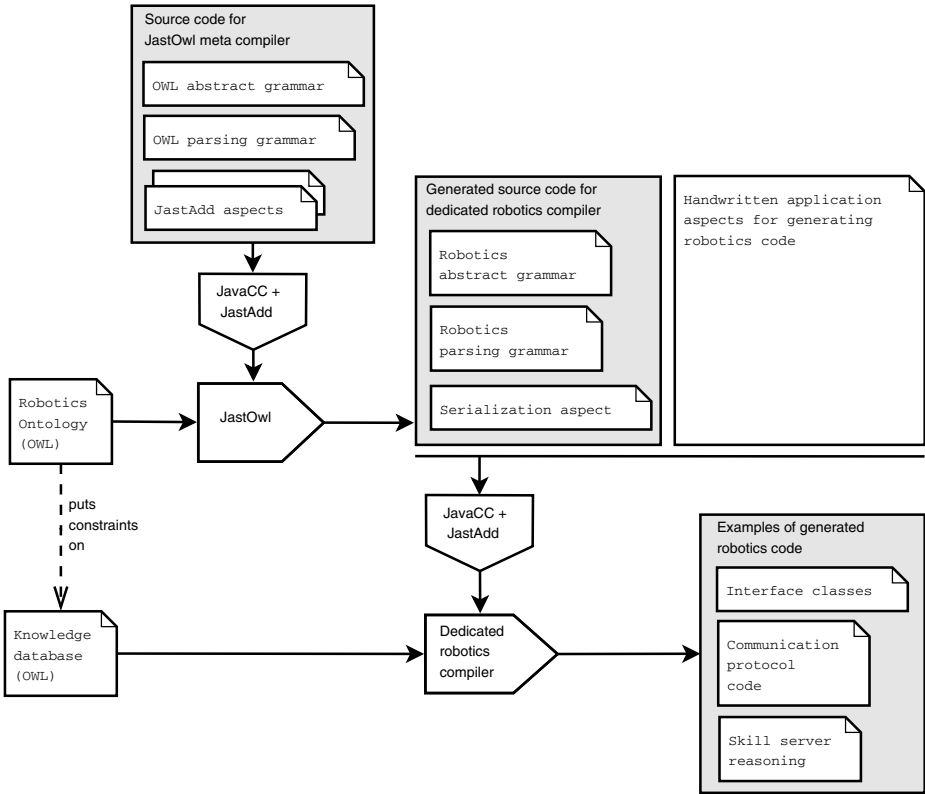 Source code for
JastOwl meta compiler
OWL abstract grammar
OWL parsing grammar
JastAdd aspects
JavaCC +
JastAdd
Generated source code for
dedicated robotics compiler
Robotics
abstract grammar
Robotics
parsing grammar
Serialization aspect
Handwritten application
aspects for generating
robotics code
Robotics
Ontology
(OWL)
JastOwl
puts
constraints
on
JavaCC +
JastAdd
Knowledge
database
(OWL)
Dedicated
robotics
compiler
Examples of generated
robotics code
Interface classes
Communication
protocol
code
Skill server
reasoning